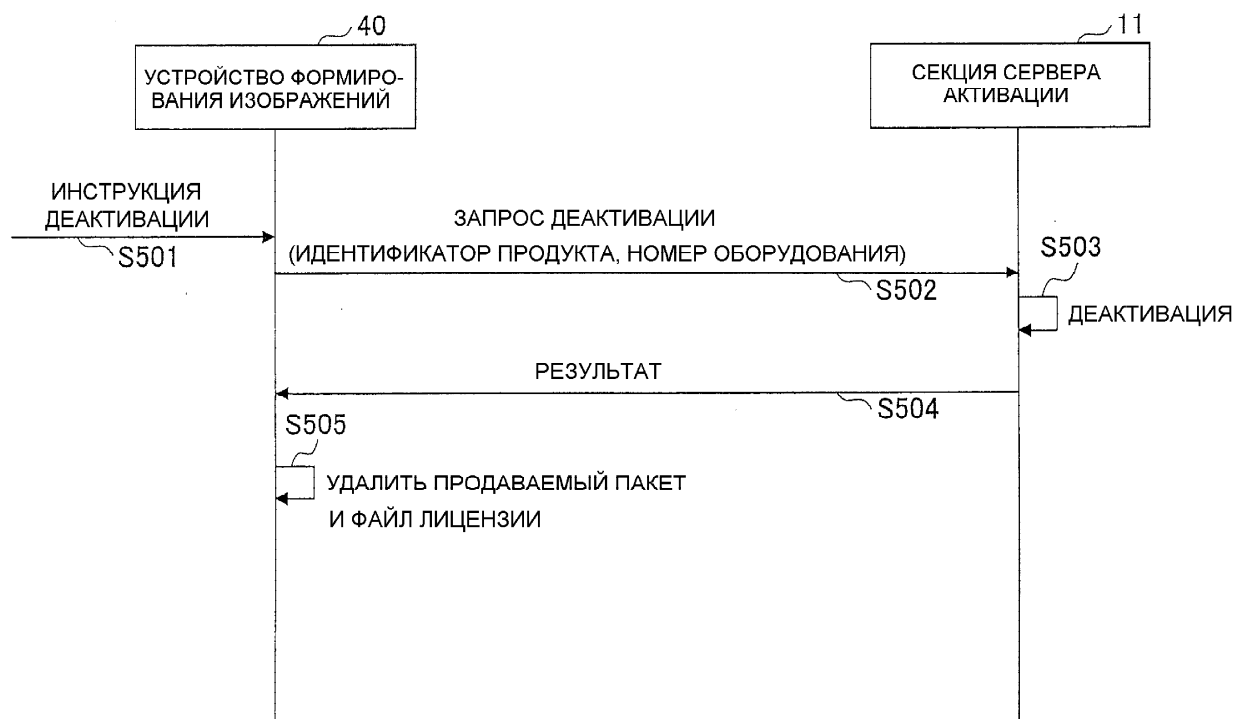 40
11
УСТРОЙСТВО ФОРМИРО-
ВАНИЯ ИЗОБРАЖЕНИЙ
СЕКЦИЯ СЕРВЕРА
АКТИВАЦИИ
ИНСТРУКЦИЯ
ДЕАКТИВАЦИИ
S501
ЗАПРОС ДЕАКТИВАЦИИ
(ИДЕНТИФИКАТОР ПРОДУКТА, НОМЕР ОБОРУДОВАНИЯ)
S502
S503
ДЕАКТИВАЦИЯ
РЕЗУЛЬТАТ
S504
S505
УДАЛИТЬ ПРОДАВАЕМЫЙ ПАКЕТ
И ФАЙЛ ЛИЦЕНЗИИ